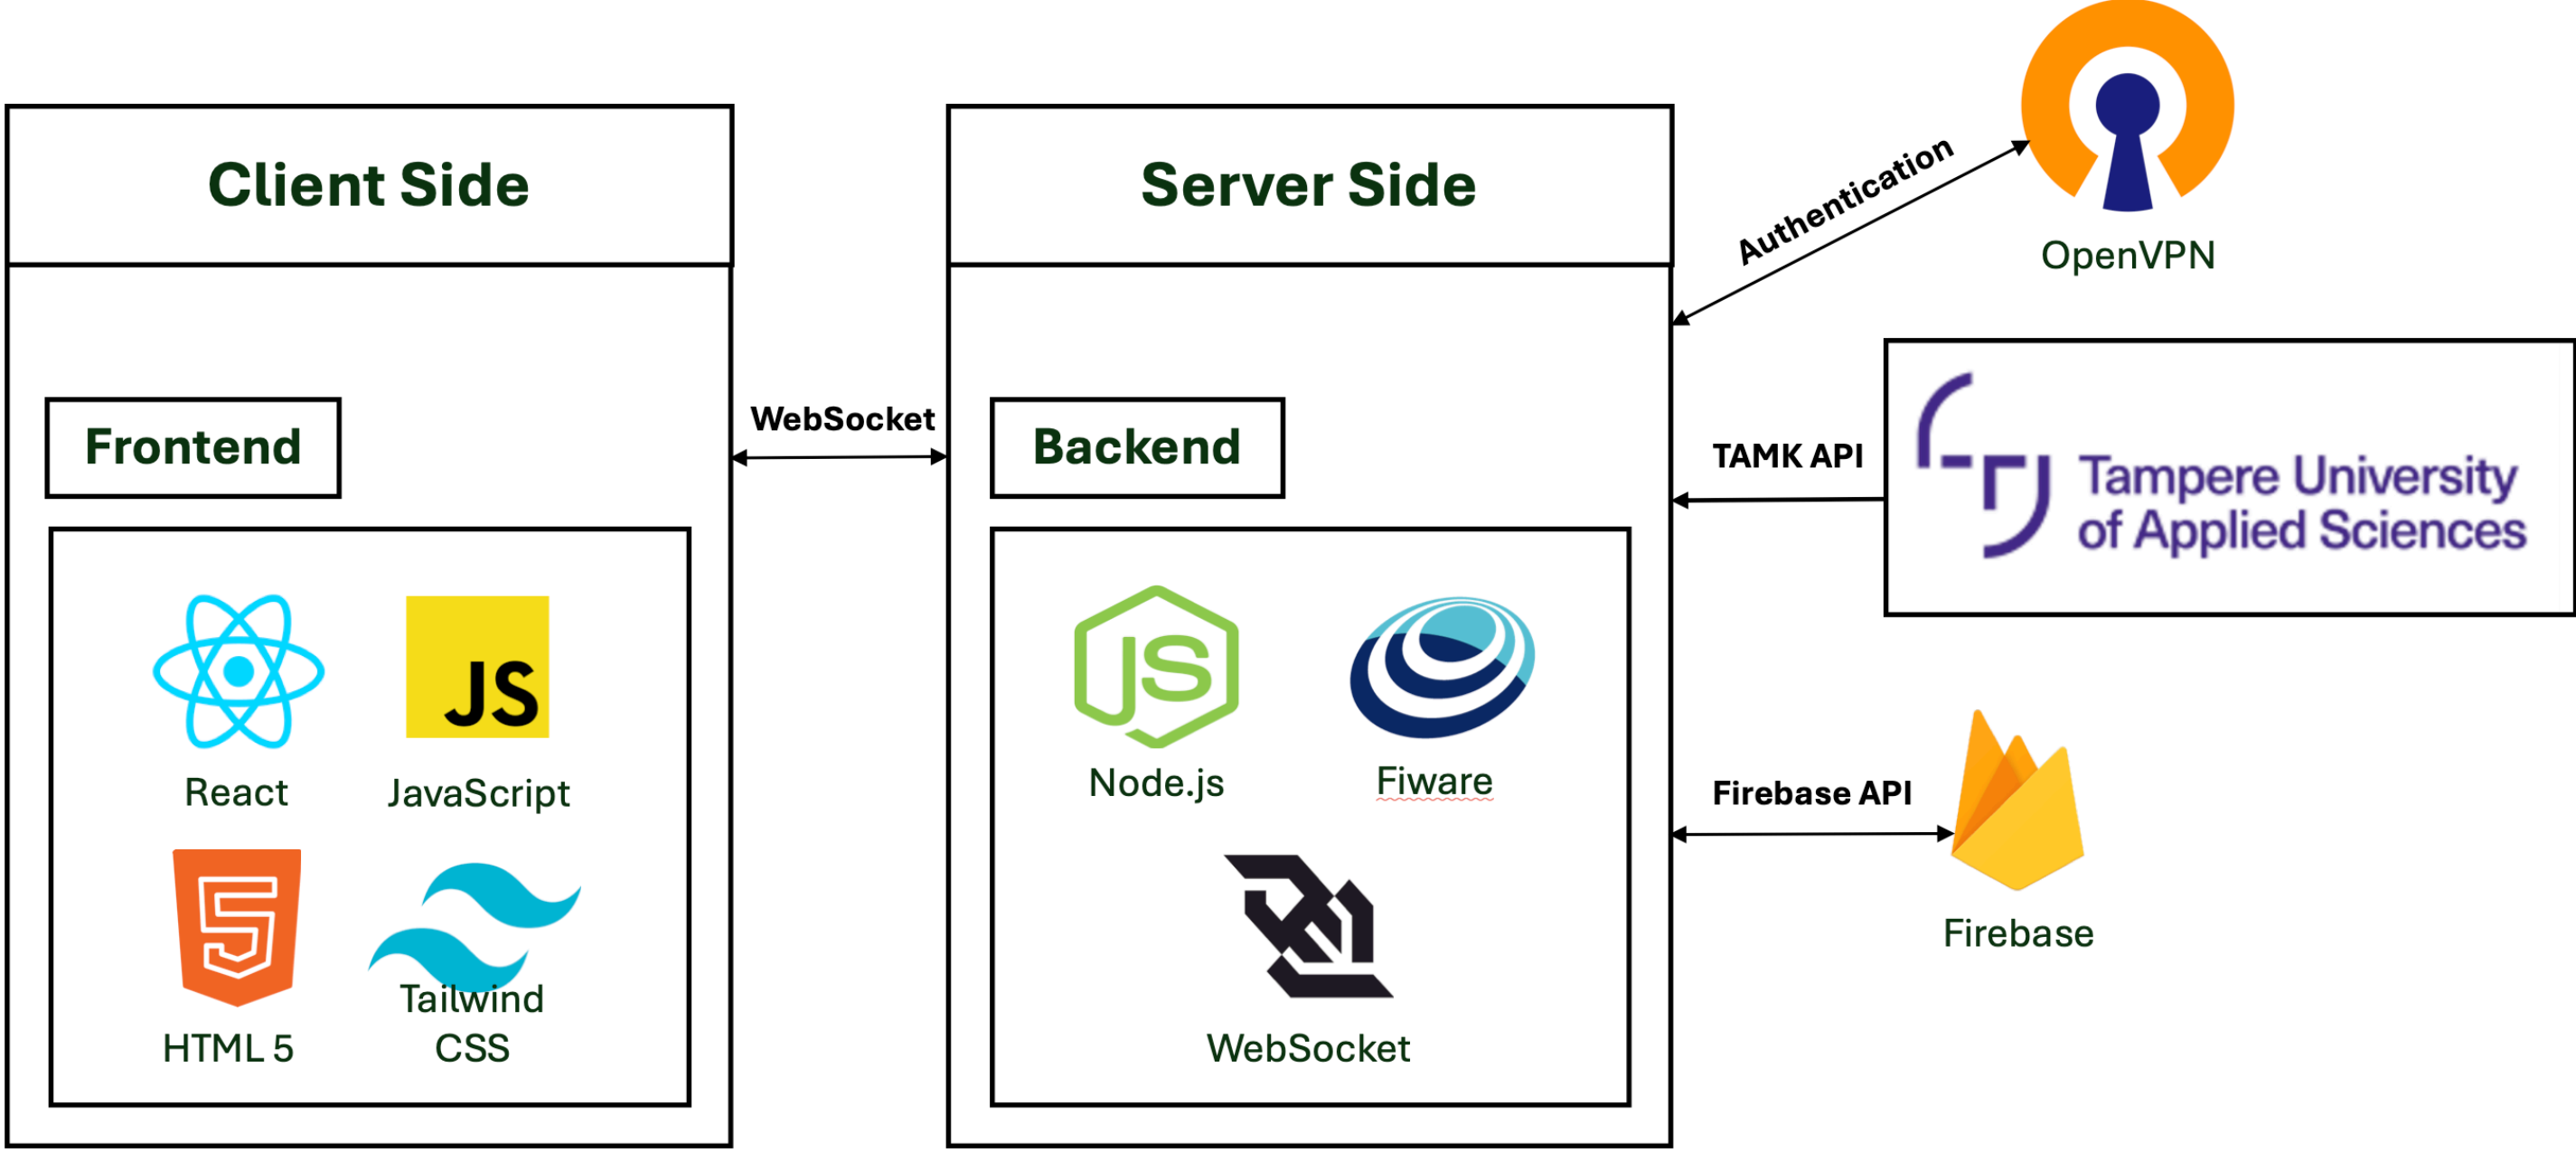 Client Side
Frontend
React
JavaScript
HTML 5
Tailwind
CSS
WebSocket
Server Side
Backend
Node.js
Fiware
WebSocket
Authentication
OpenVPN
TAMK API
Tampere University
of Applied Sciences
Firebase API
Firebase
JS
JS
5